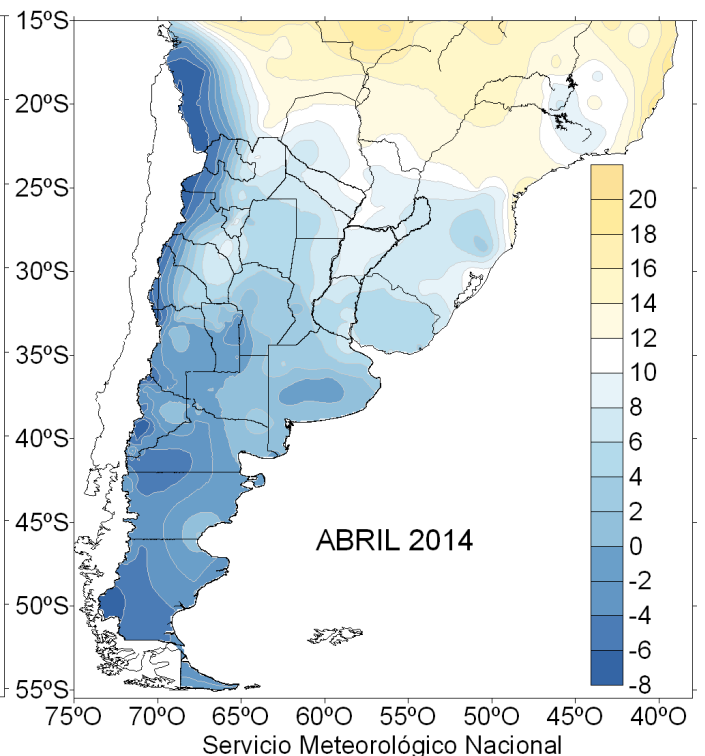 15ºS
20ºS
25ºS
30ºS
35ºS
40ºS
45ºS
50ºS
55ºS
20
18
16
14
12
10
8
6
4
2
0
-2
-4
-6
-8
ABRIL 2014
75ºO 70ºO 65ºO 60ºO 55ºO 50ºO 45ºO 40ºO
Servicio Meteorológico Nacional